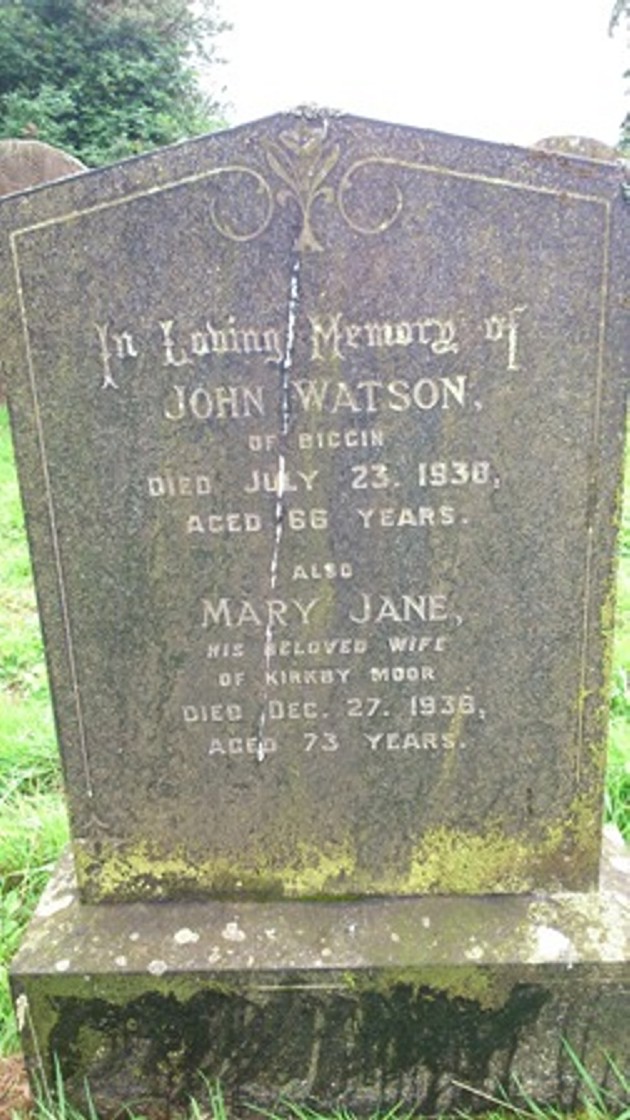 In Loving Memory of
JOHN WATSON,
OF BIGGIN
DIED JULY 23. 1930,
AGED 66 YEARS.
ALSO
MARY JANE,
HIS BELOVED WIFE
OF KIRKBY MOOR
DIED DEC. 27. 1936,
AGED 73 YEARS.